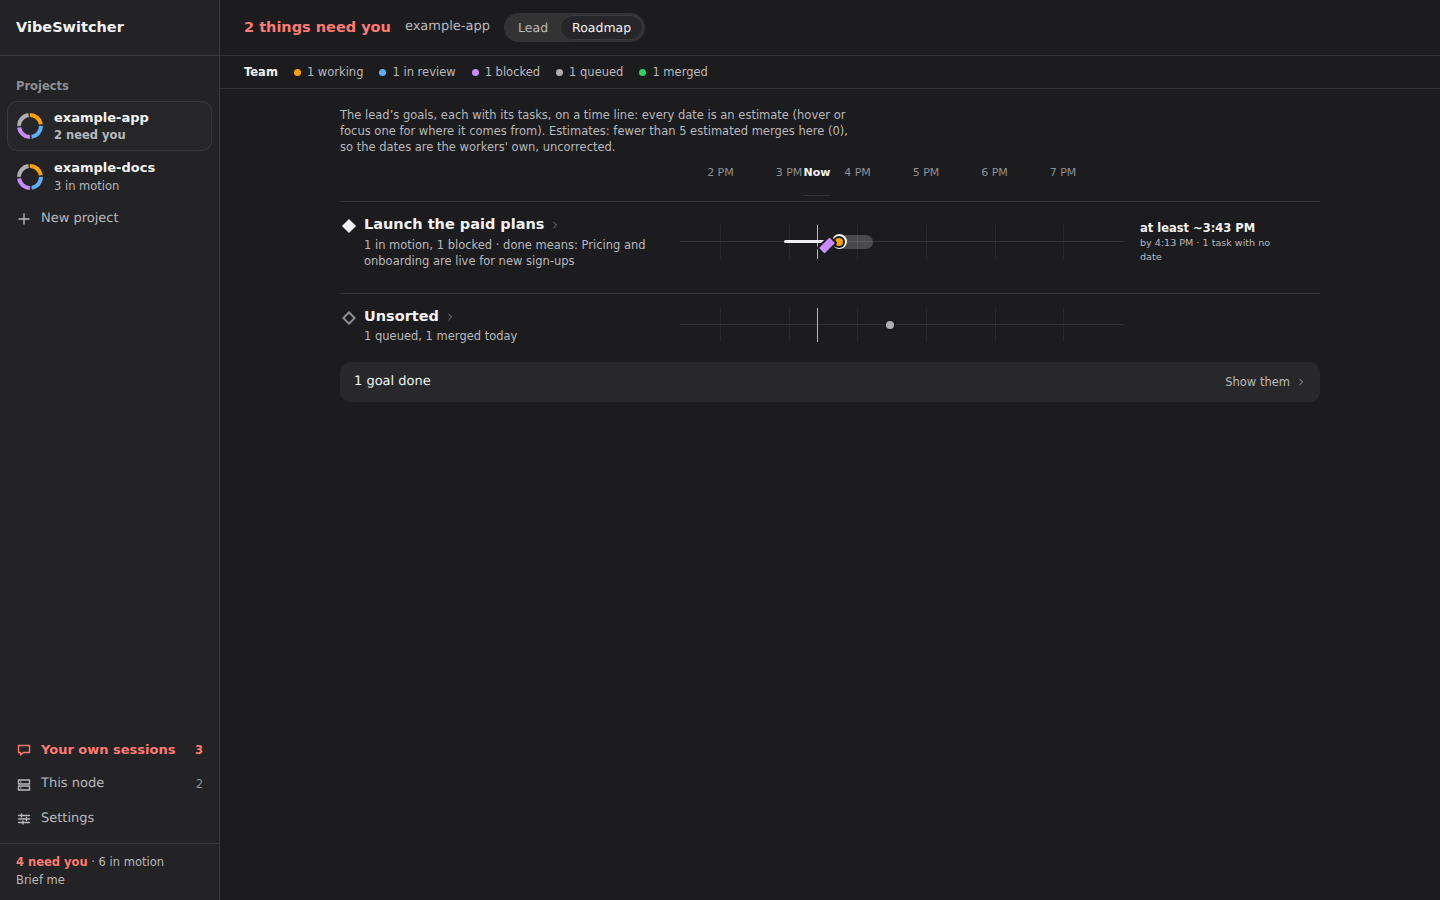 VibeSwitcher
Projects
example-app
2 need you
example-docs
3 in motion
New project
Your own sessions 3
This node 2
Settings
4 need you · 6 in motion
Brief me
2 things need you example-app Lead Roadmap
Team 1 working 1 in review 1 blocked 1 queued 1 merged
The lead’s goals, each with its tasks, on a time line: every date is an estimate (hover or
focus one for where it comes from). Estimates: fewer than 5 estimated merges here (0),
so the dates are the workers' own, uncorrected.
2 PM 3 PM Now 4 PM 5 PM 6 PM 7 PM
Launch the paid plans
1 in motion, 1 blocked · done means: Pricing and
onboarding are live for new sign-ups
at least ~3:43 PM
by 4:13 PM · 1 task with no
date
Unsorted
1 queued, 1 merged today
1 goal done Show them